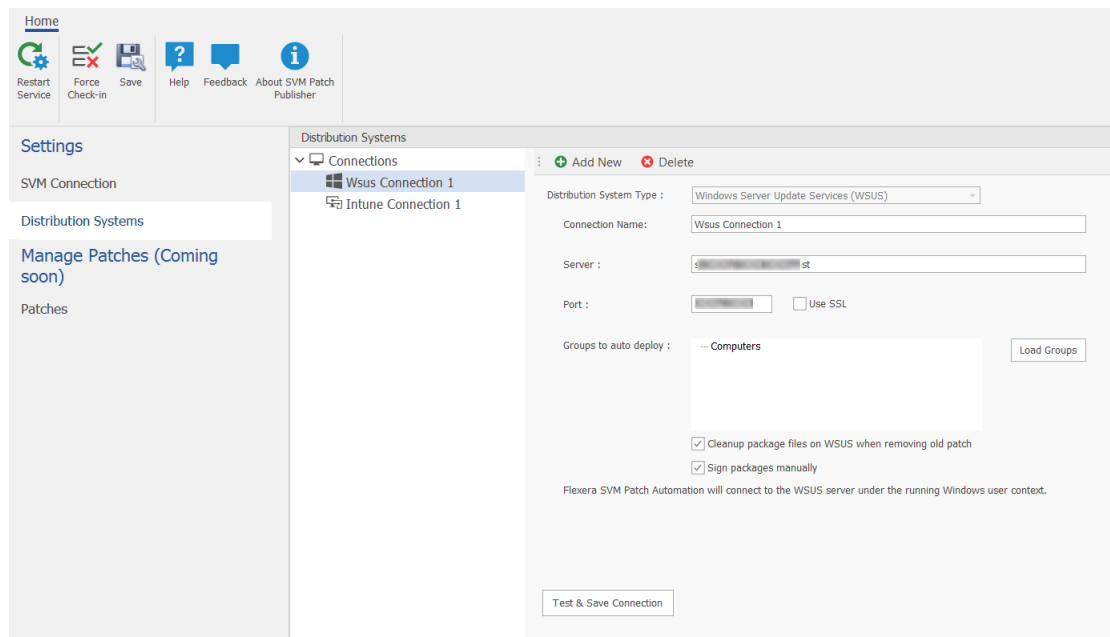 Home
Restart Service
Force Check-in
Save
Help
Feedback
About SVM Patch Publisher
Settings
SVM Connection
Distribution Systems
Manage Patches (Coming soon)
Patches
Distribution Systems
Connections
Wsus Connection 1
Intune Connection 1
Add New
Delete
Distribution System Type :
Windows Server Update Services (WSUS)
Connection Name:
Wsus Connection 1
Server :
Port :
Use SSL
Groups to auto deploy :
Computers
Load Groups
Cleanup package files on WSUS when removing old patch
Sign packages manually
Flexera SVM Patch Automation will connect to the WSUS server under the running Windows user context.
Test & Save Connection